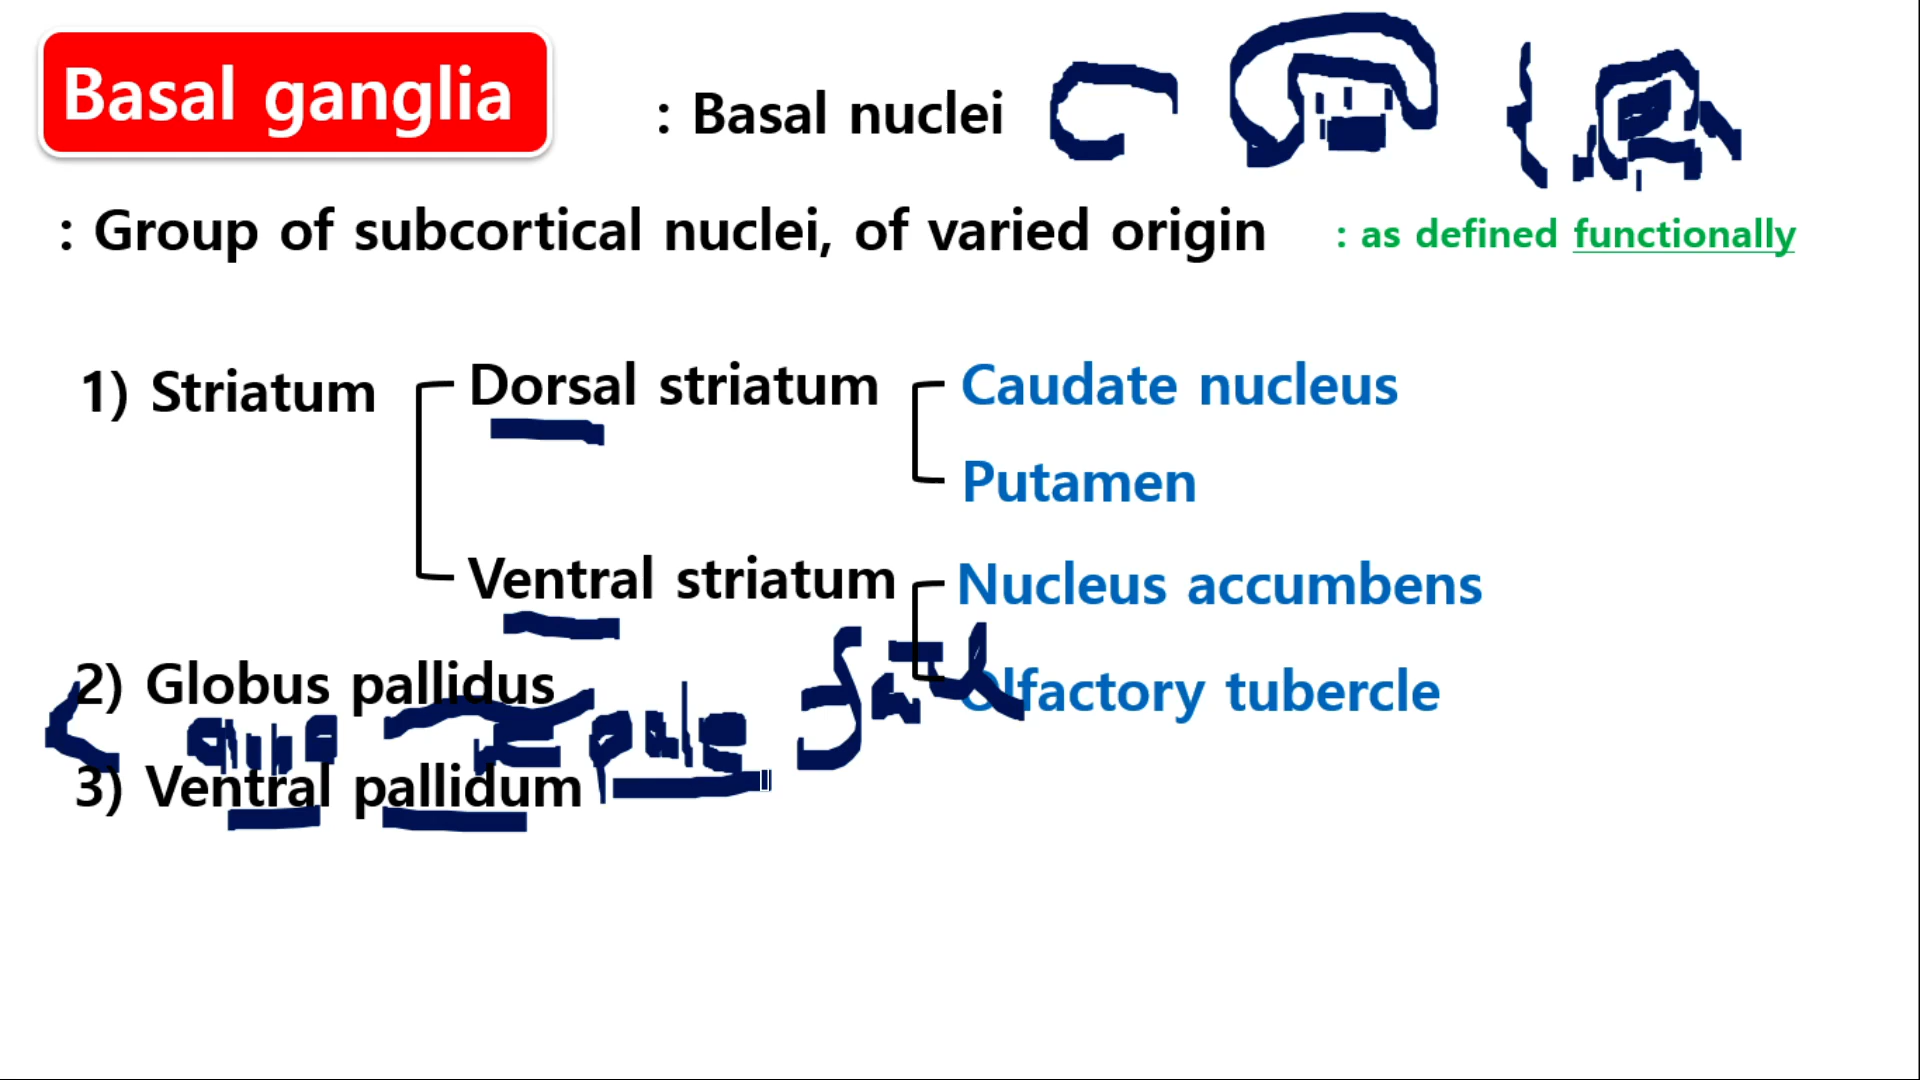 Basal ganglia
: Basal nuclei
: Group of subcortical nuclei, of varied origin
: as defined functionally
1) Striatum
Dorsal striatum
Caudate nucleus
Putamen
Ventral striatum
Nucleus accumbens
Olfactory tubercle
2) Globus pallidus
3) Ventral pallidum